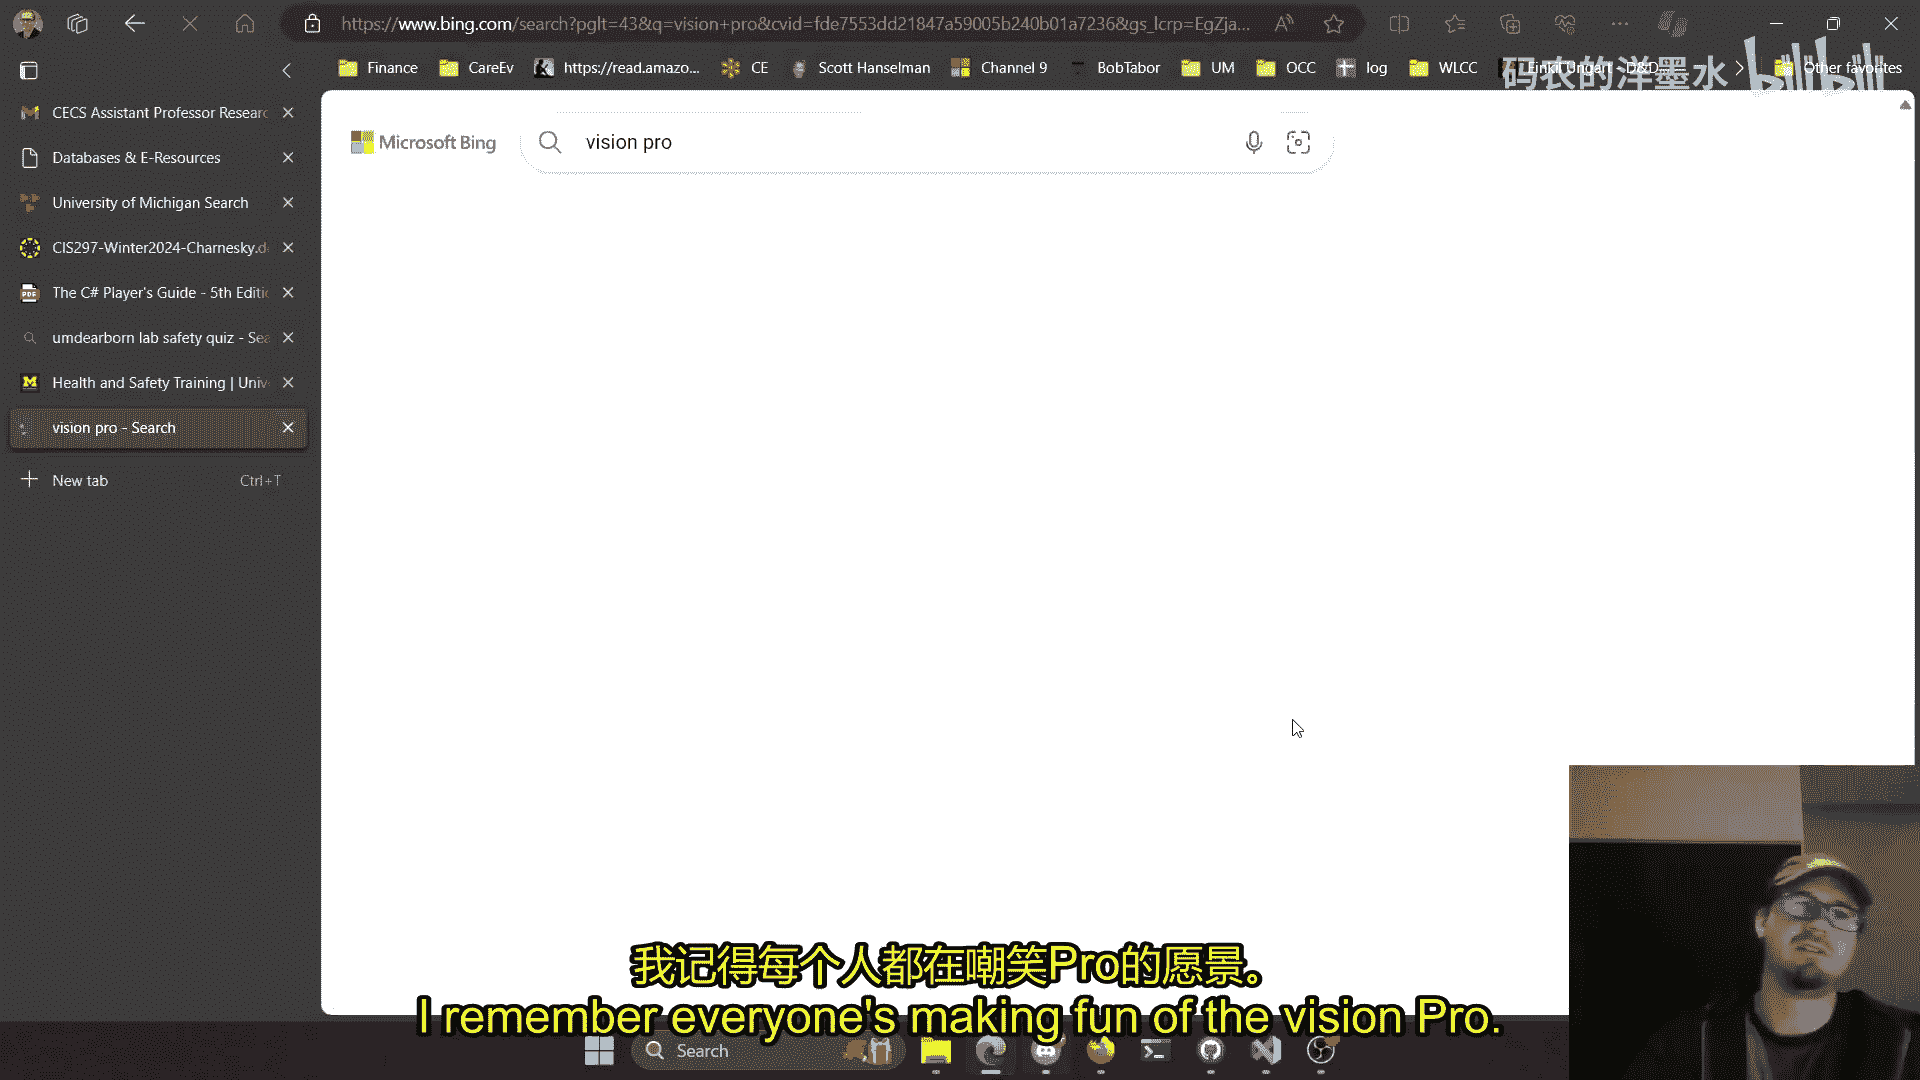 https://www.bing.com/search?pglt=43&q=vision+pro&cvid=fde7553dd21847a59005b240b01a7236&gs_lcrp=EgZja...
Finance
CareEv
https://read.amazo...
CE
Scott Hanselman
Channel 9
BobTabor
UM
OCC
log
WLCC
Finkil Ungart - D&D
Other favorites
码农的洋墨水
bilibili
CECS Assistant Professor Researc
Databases & E-Resources
University of Michigan Search
CIS297-Winter2024-Charnesky.d
The C# Player's Guide - 5th Editi
umdearborn lab safety quiz - Sea
Health and Safety Training | Univ
vision pro - Search
New tab
Ctrl+T
Microsoft Bing
vision pro
我记得每个人都在嘲笑Pro的愿景。
I remember everyone's making fun of the vision Pro.
Search